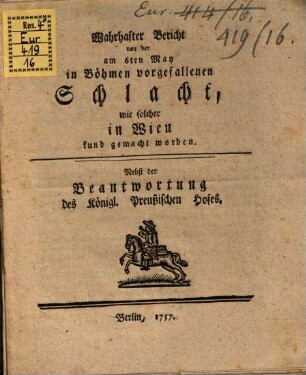 Res. 4°
Eur
419
16
Eur. 414/16.
419/16.
Wahrhafter Bericht
von der
am 6ten May
in Böhmen vorgefallenen
Schlacht,
wie solcher
in Wien
kund gemacht worden.
Nebst der
Beantwortung
des Königl. Preußischen Hofes.
Berlin, 1757.